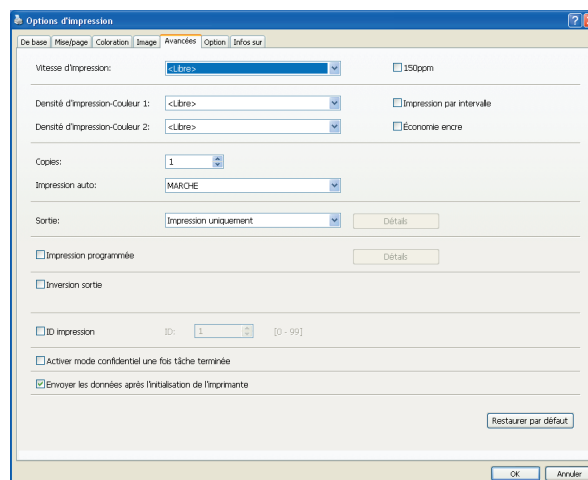 Options d'impression
De base Mise/page Coloration Image Avancées Option Infos sur
Vitesse d'impression: <Libre> 150ppm
Densité d'impression-Couleur 1: <Libre> Impression par intervalle
Densité d'impression-Couleur 2: <Libre> Économie encre
Copies: 1
Impression auto: MARCHE
Sortie: Impression uniquement Détails
Impression programmée Détails
Inversion sortie
ID impression ID: 1 [0 - 99]
Activer mode confidentiel une fois tâche terminée
Envoyer les données après l'initialisation de l'imprimante
Restaurer par défaut
OK Annuler